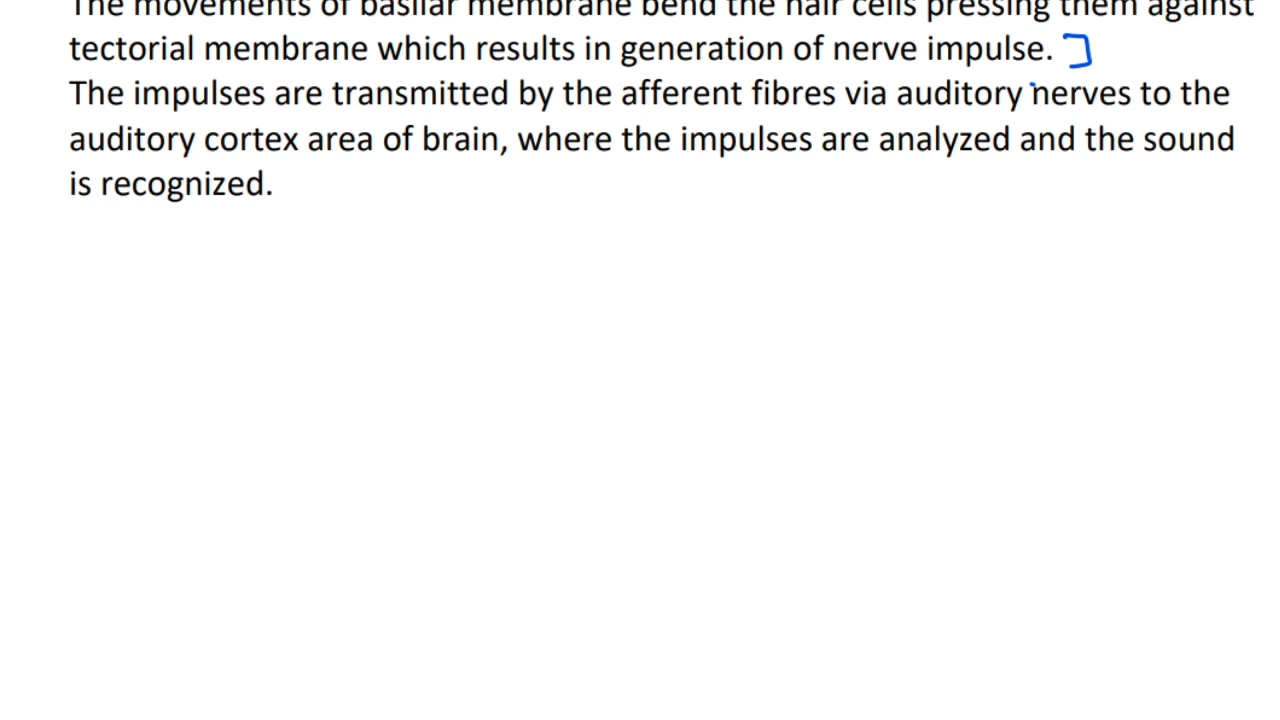 The movements of basilar membrane bend the hair cells pressing them against
tectorial membrane which results in generation of nerve impulse.
The impulses are transmitted by the afferent fibres via auditory nerves to the
auditory cortex area of brain, where the impulses are analyzed and the sound
is recognized.